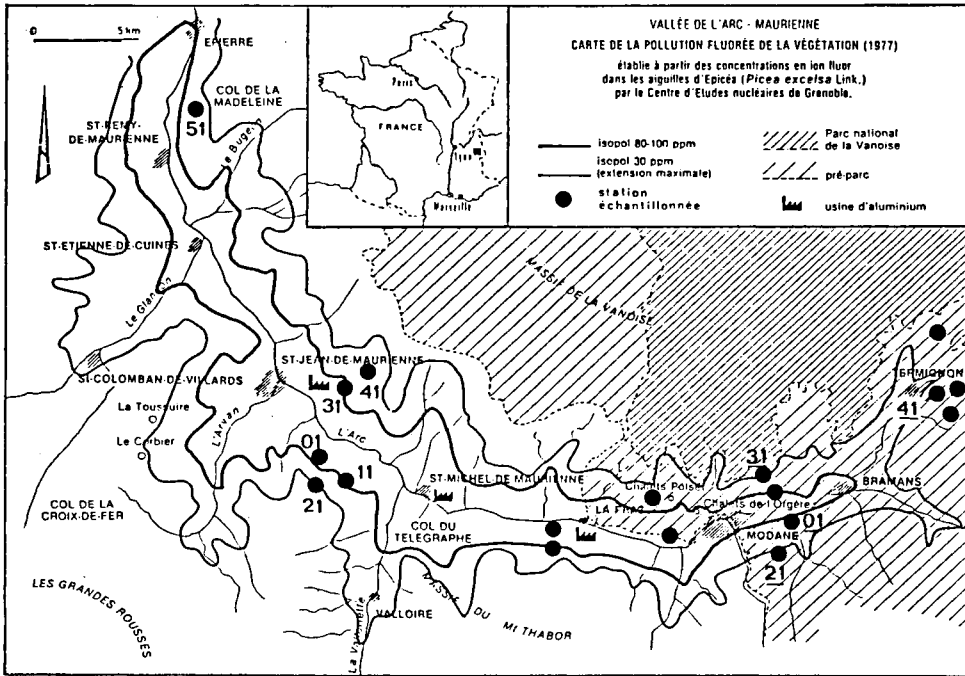 VALLÉE DE L'ARC - MAURIENNE
CARTE DE LA POLLUTION FLUORÉE DE LA VÉGÉTATION (1977)
établie à partir des concentrations en ion fluor
dans les aiguilles d'Epicéa (Picea excelsa Link.)
par le Centre d'Etudes nucléaires de Grenoble.
isopol 80-100 ppm
isopol 30 ppm
(extension maximale)
station
échantillonnée
Parc national
de la Vanoise
pré-parc
usine d'aluminium
0
5 km
Paris
FRANCE
Lyon
Marseille
EPIERRE
COL DE LA
MADELEINE
51
ST-REMY-
DE-MAURIENNE
Le Bugeon
ST-ETIENNE-DE-CUINES
Le Glandon
MASSIF DE LA VANOISE
ST-JEAN-DE-MAURIENNE
41
31
ST-COLOMBAN-DE-VILLARDS
TERMIGNON
41
La Toussuire
L'Arvan
L'Arc
Le Corbier
01
11
21
ST-MICHEL DE MAURIENNE
31
Chalets de l'Orgère
BRAMANS
LA PRAZ
COL DE LA
CROIX-DE-FER
COL DU
TELEGRAPHE
01
MODANE
21
LES GRANDES ROUSSES
VALLOIRE
MASSIF DU Mt THABOR
La Valloirette